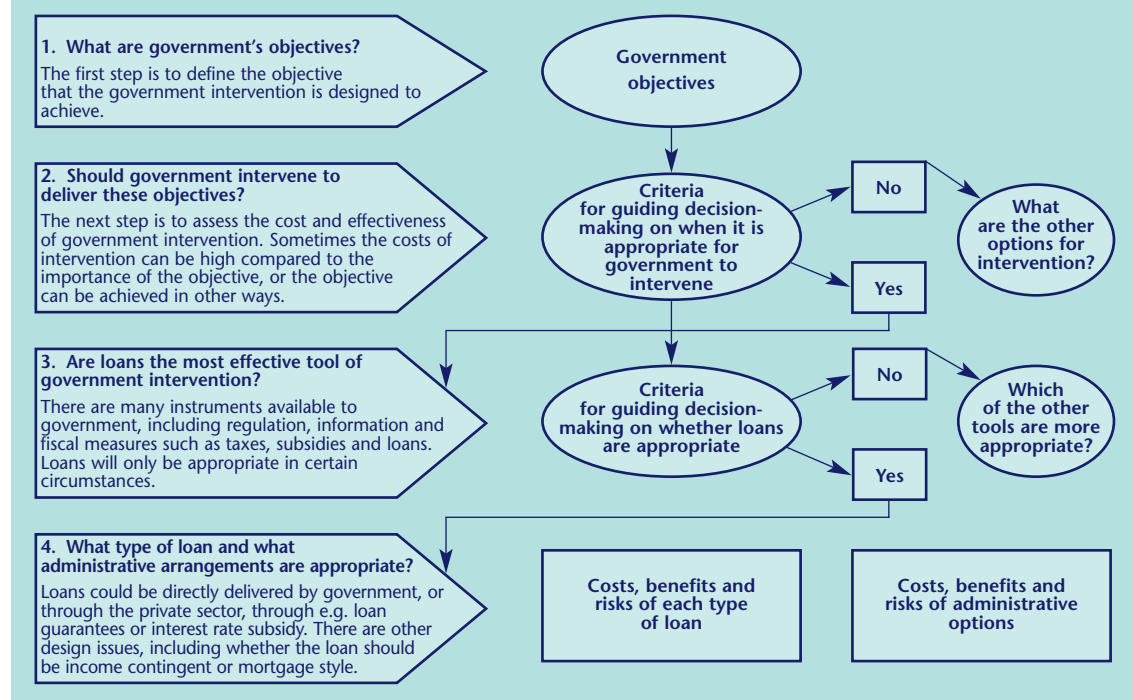 1. What are government's objectives?
The first step is to define the objective
that the government intervention is designed to
achieve.
Government
objectives
2. Should government intervene to
deliver these objectives?
The next step is to assess the cost and effectiveness
of government intervention. Sometimes the costs of
intervention can be high compared to the
importance of the objective, or the objective
can be achieved in other ways.
Criteria
for guiding decision-
making on when it is
appropriate for
government to
intervene
No
What
are the other
options for
intervention?
Yes
3. Are loans the most effective tool of
government intervention?
There are many instruments available to
government, including regulation, information and
fiscal measures such as taxes, subsidies and loans.
Loans will only be appropriate in certain
circumstances.
Criteria
for guiding decision-
making on whether loans
are appropriate
No
Which
of the other
tools are more
appropriate?
Yes
4. What type of loan and what
administrative arrangements are appropriate?
Loans could be directly delivered by government, or
through the private sector, through e.g. loan
guarantees or interest rate subsidy. There are other
design issues, including whether the loan should
be income contingent or mortgage style.
Costs, benefits and
risks of each type
of loan
Costs, benefits and
risks of administrative
options